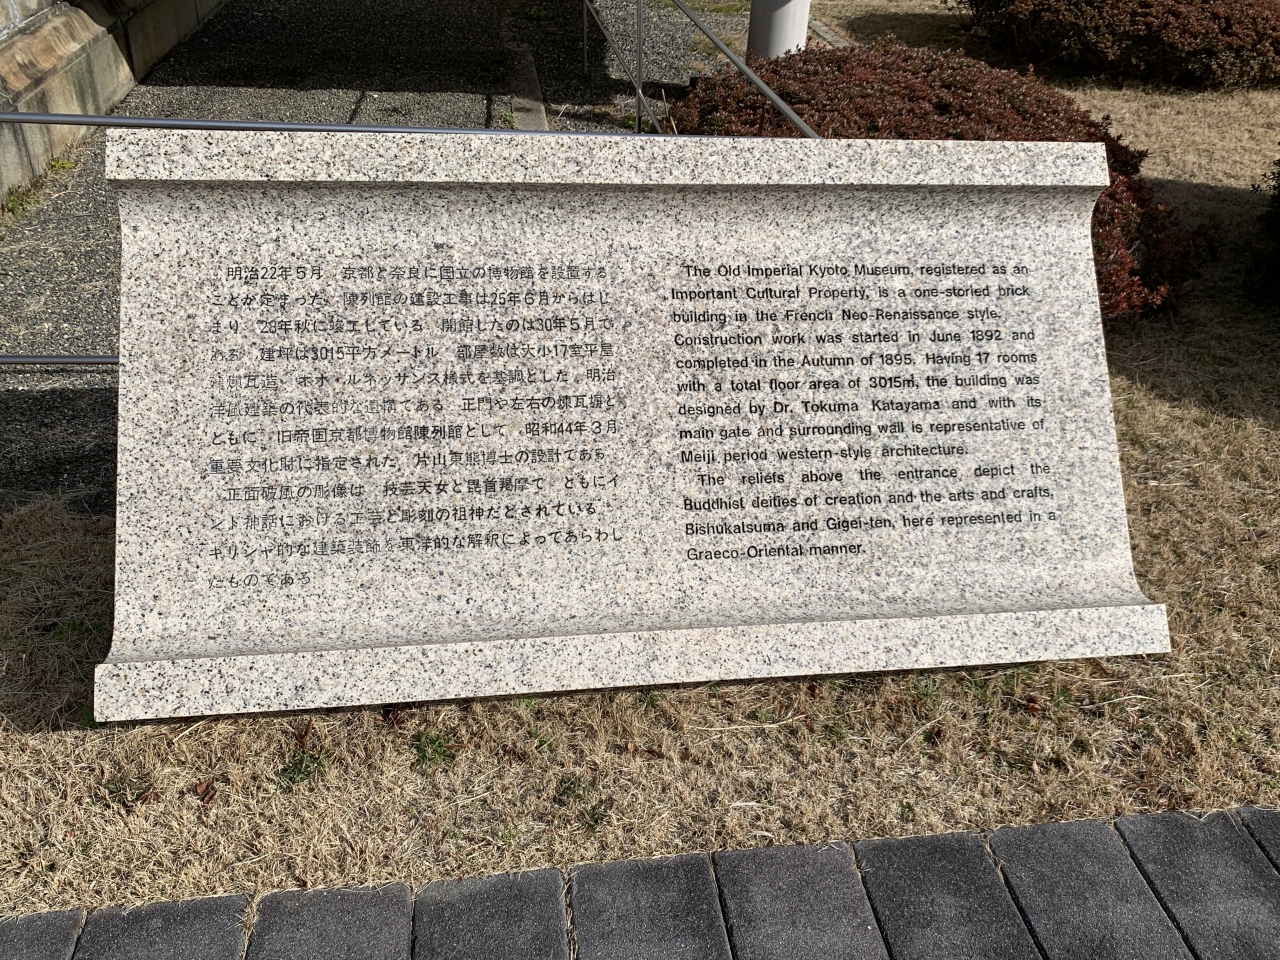 明治22年5月、京都と奈良に国立の博物館を設置する
ことが定まった。陳列館の建設工事は25年6月からはじ
まり、28年秋に竣工している。開館したのは30年5月で
ある。建坪は3015平方メートル、部屋数は大小17室平屋
建煉瓦造、ネオ・ルネッサンス様式を基調とした、明治
洋風建築の代表的な遺構である。正門や左右の煉瓦塀と
ともに、旧帝国京都博物館陳列館として、昭和44年3月
重要文化財に指定された。片山東熊博士の設計である。
正面破風の彫像は、技芸天女と毘首羯摩で、ともにイ
ンド神話における工芸と彫刻の祖神だとされている。
ギリシャ的な建築装飾を東洋的な解釈によってあらわし
たものである。
The Old Imperial Kyoto Museum, registered as an
Important Cultural Property, is a one-storied brick
building in the French Neo-Renaissance style.
Construction work was started in June 1892 and
completed in the Autumn of 1895. Having 17 rooms
with a total floor area of 3015㎡, the building was
designed by Dr. Tokuma Katayama and with its
main gate and surrounding wall is representative of
Meiji period western-style architecture.
The reliefs above the entrance depict the
Buddhist deities of creation and the arts and crafts,
Bishukatsuma and Gigei-ten, here represented in a
Graeco-Oriental manner.